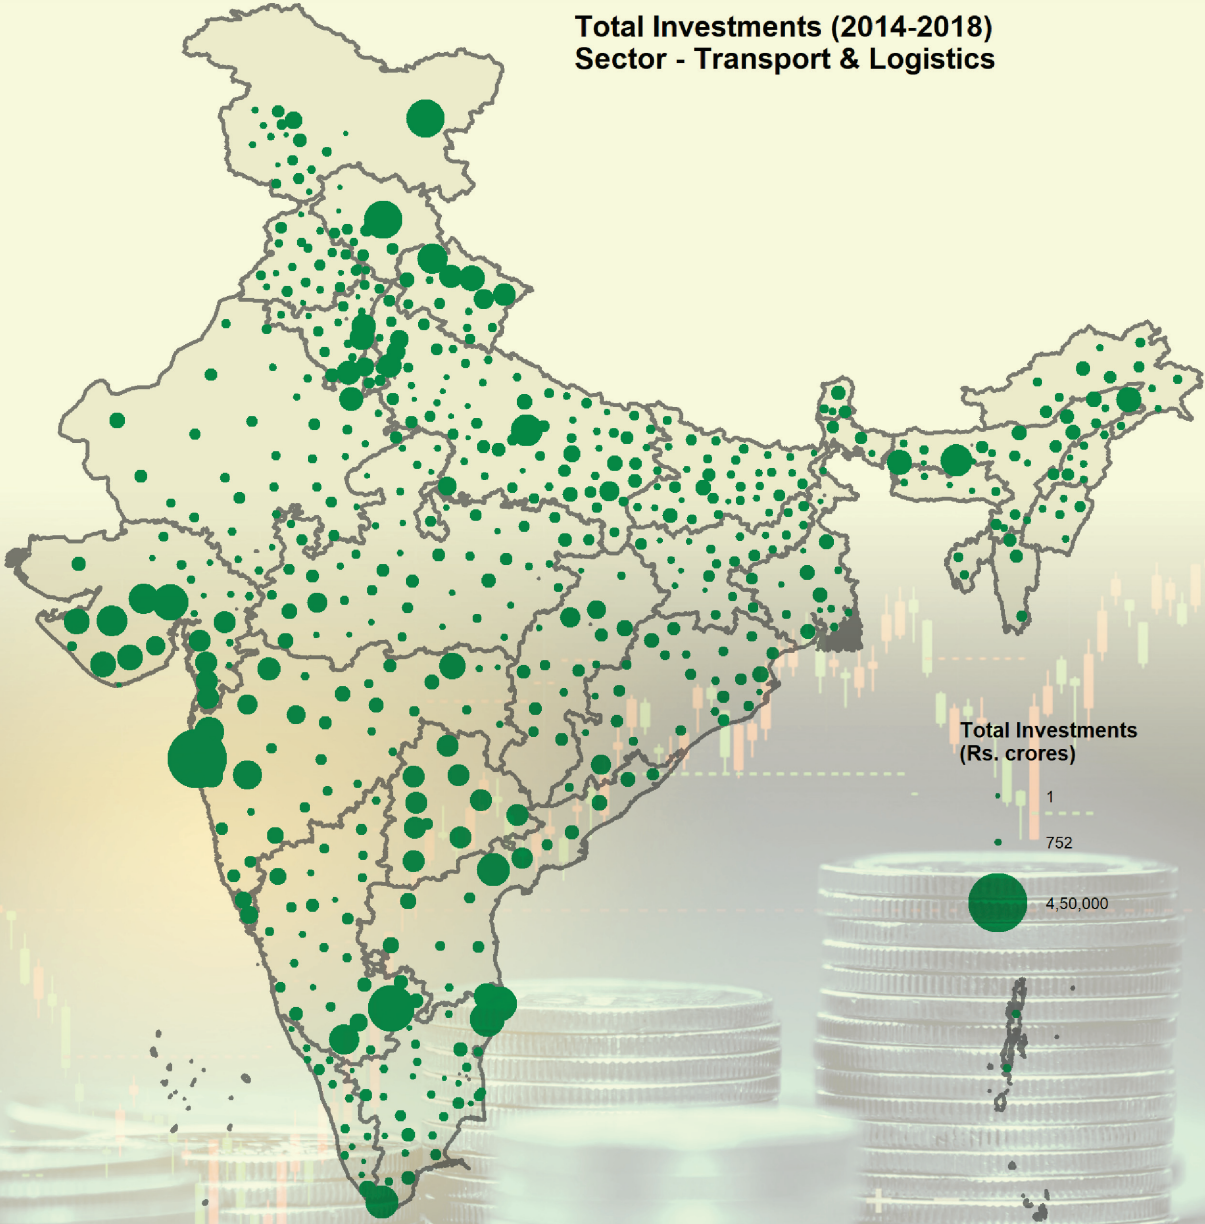 Total Investments (2014-2018)
Sector - Transport & Logistics
Total Investments
(Rs. crores)
1
752
4,50,000